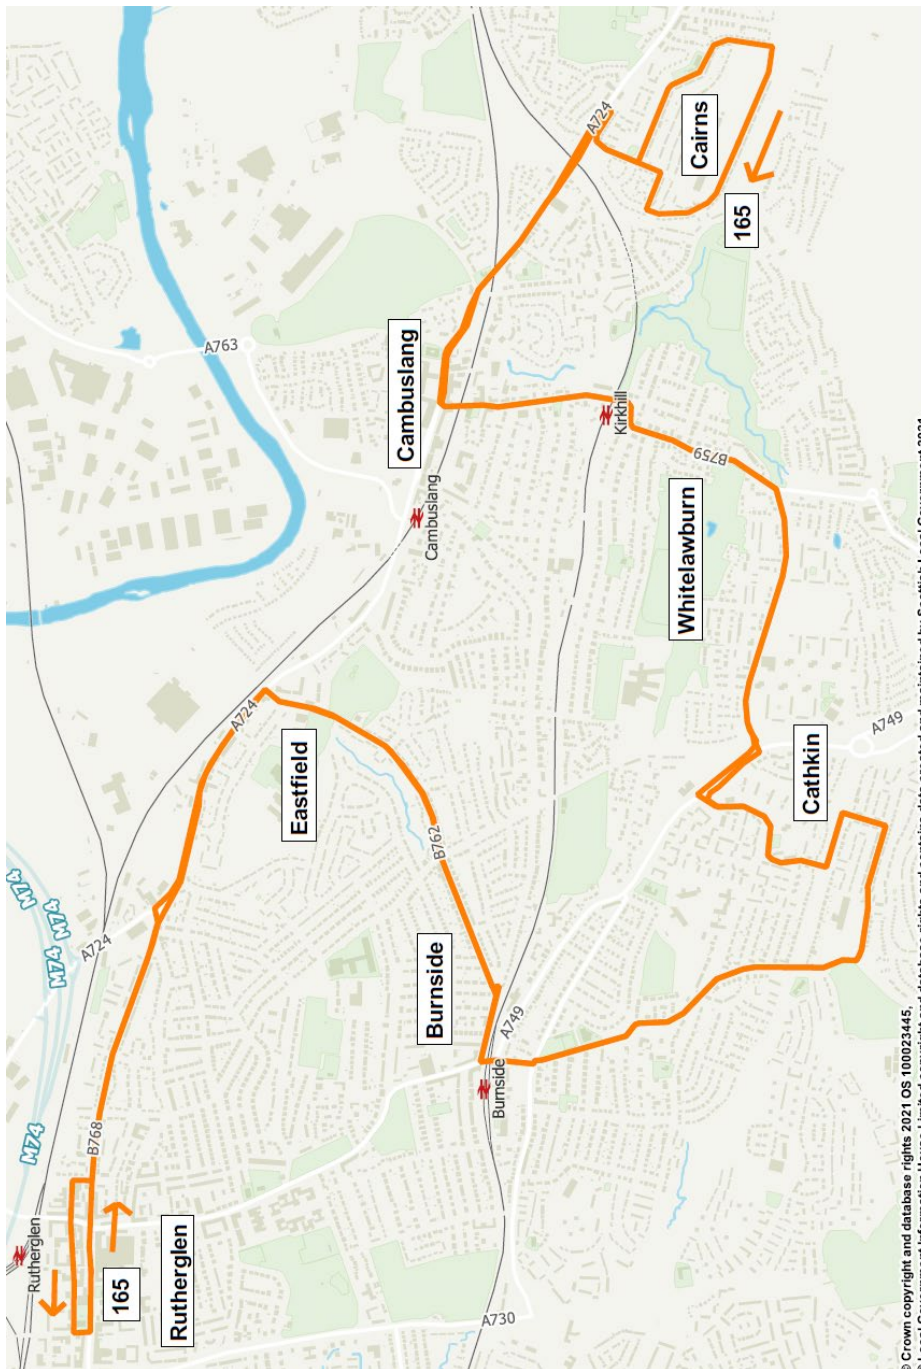 Rutherglen
M74
M74
M74
M74
A724
B768
165
Rutherglen
A763
A724
Eastfield
Cambuslang
Cambuslang
B762
Burnside
Burnside
A749
A730
A724
Kirkhill
Cairns
B759
Whitelawburn
165
Cathkin
A749
© Crown copyright and database rights 2021 OS 100023445.